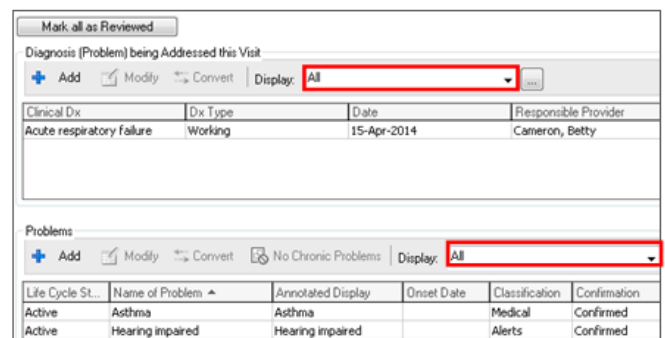 Mark all as Reviewed
Diagnosis (Problem) being Addressed this Visit
Add Modify Convert Display: All ...
Clinical Dx Dx Type Date Responsible Provider
Acute respiratory failure Working 15-Apr-2014 Cameron, Betty
Problems
Add Modify Convert No Chronic Problems Display: All
Life Cycle St... Name of Problem Annotated Display Onset Date Classification Confirmation
Active Asthma Asthma Medical Confirmed
Active Hearing impaired Hearing impaired Alerts Confirmed